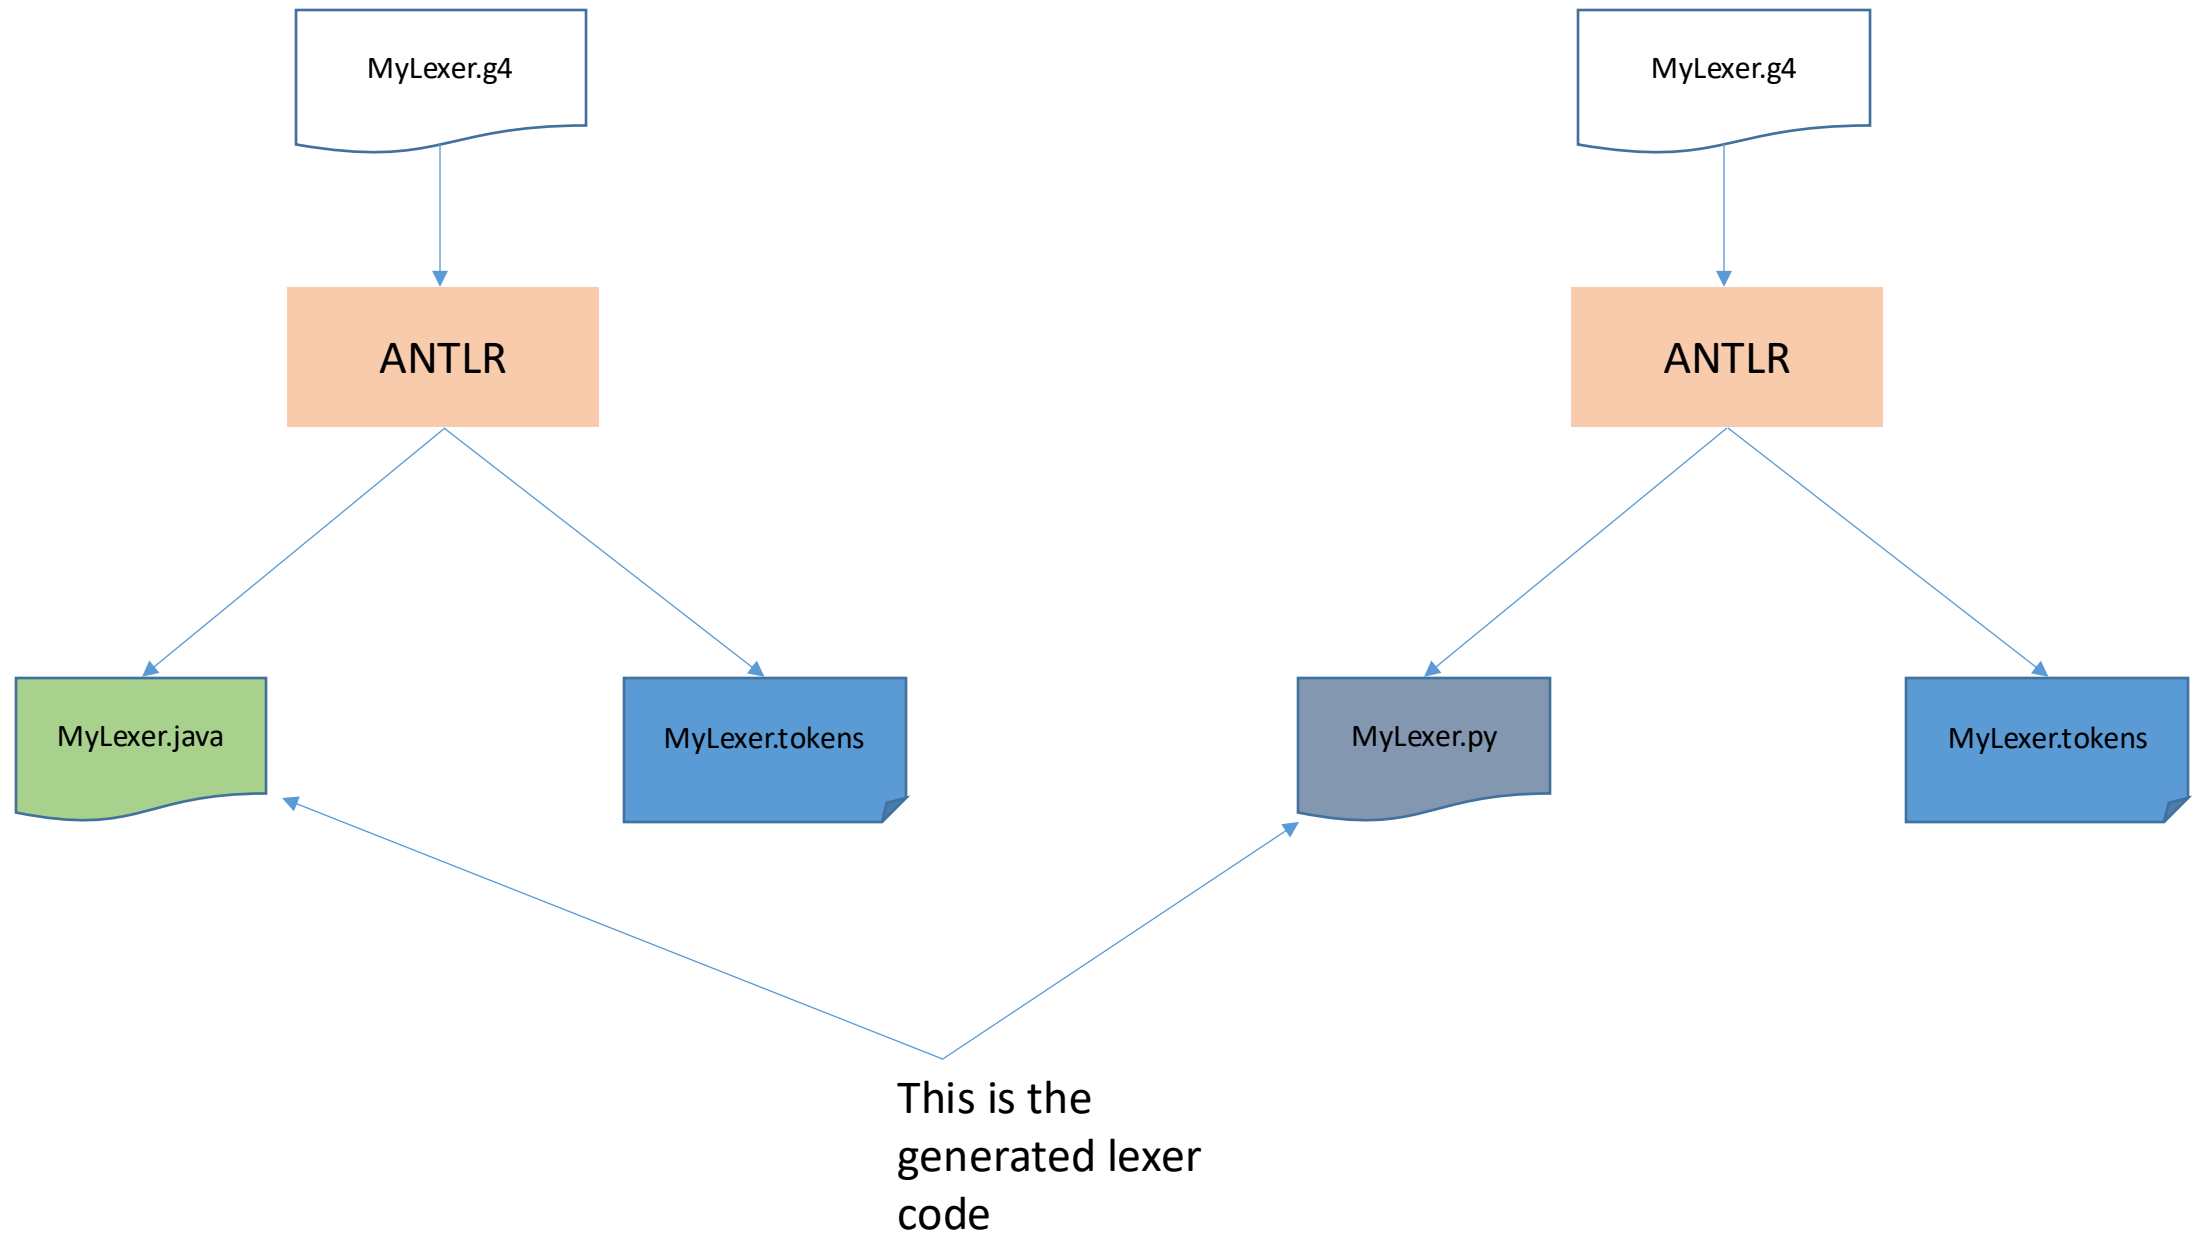 MyLexer.g4
MyLexer.g4
ANTLR
ANTLR
MyLexer.java
MyLexer.tokens
MyLexer.py
MyLexer.tokens
This is the
generated lexer
code